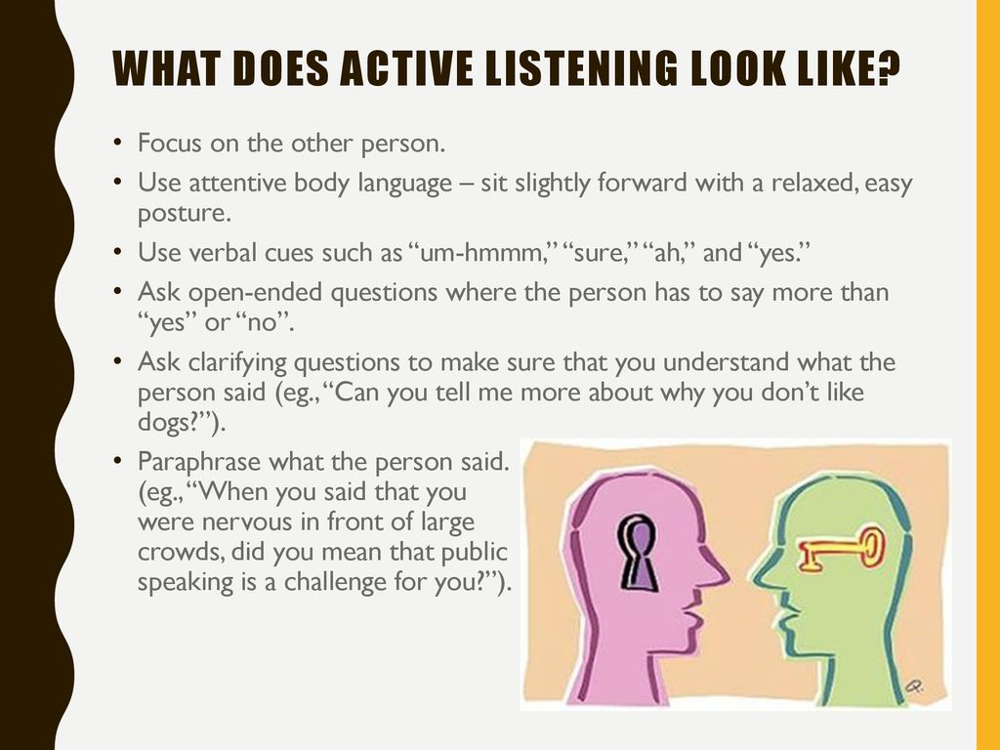 WHAT DOES ACTIVE LISTENING LOOK LIKE?
• Focus on the other person.
• Use attentive body language – sit slightly forward with a relaxed, easy
posture.
• Use verbal cues such as “um-hmmm,” “sure,” “ah,” and “yes.”
• Ask open-ended questions where the person has to say more than
“yes” or “no”.
• Ask clarifying questions to make sure that you understand what the
person said (eg., “Can you tell me more about why you don’t like
dogs?”).
• Paraphrase what the person said.
(eg., “When you said that you
were nervous in front of large
crowds, did you mean that public
speaking is a challenge for you?”).